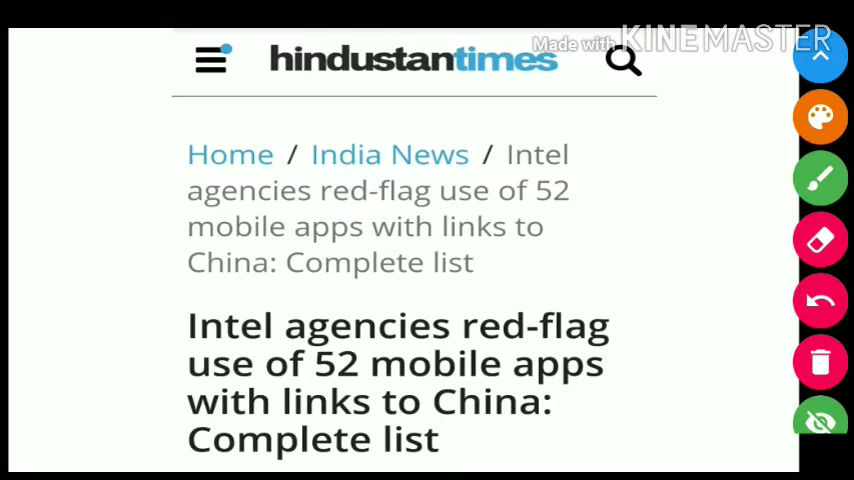 Made with KINEMASTER
hindustantimes
Home / India News / Intel
agencies red-flag use of 52
mobile apps with links to
China: Complete list
Intel agencies red-flag
use of 52 mobile apps
with links to China:
Complete list